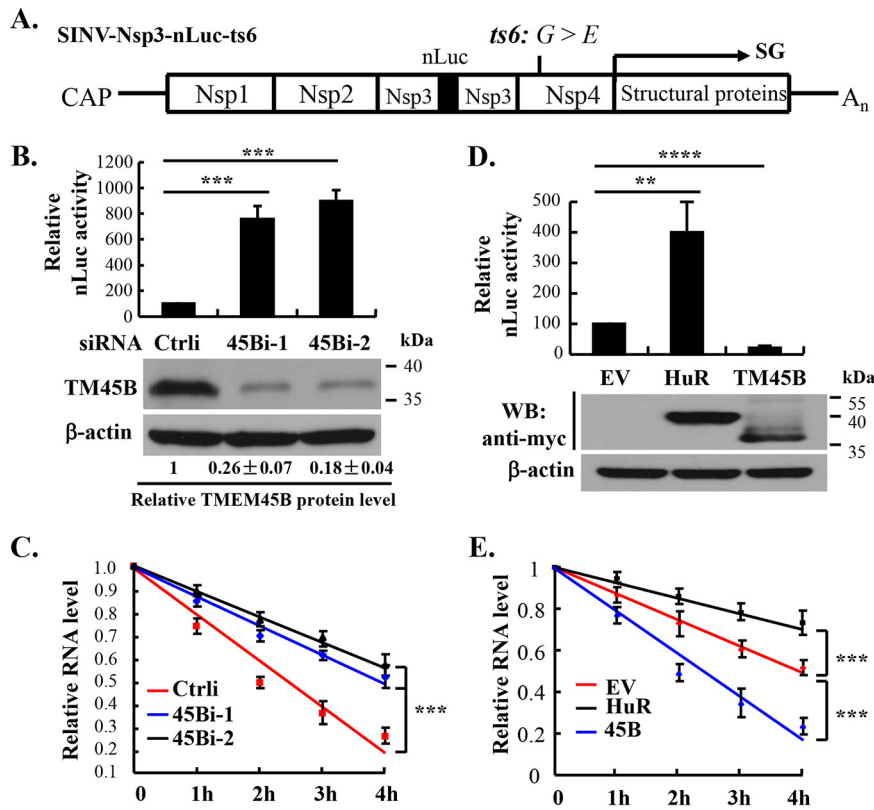 A.
SINV-Nsp3-nLuc-ts6
ts6: G > E
nLuc
SG
CAP
Nsp1
Nsp2
Nsp3
Nsp3
Nsp4
Structural proteins
An
B.
***
***
1200
1000
800
600
400
200
0
Relative
nLuc activity
siRNA Ctrli 45Bi-1 45Bi-2 kDa
TM45B
40
35
β-actin
1 0.26±0.07 0.18±0.04
Relative TMEM45B protein level
D.
****
**
500
400
300
200
100
0
Relative
nLuc activity
EV HuR TM45B kDa
WB:
anti-myc
55
40
35
β-actin
C.
Relative RNA level
1.0
0.9
0.8
0.7
0.6
0.5
0.4
0.3
0.2
0.1
Ctrli
45Bi-1
45Bi-2
***
0 1h 2h 3h 4h
E.
Relative RNA level
1
0.8
0.6
0.4
0.2
0
EV
HuR
45B
***
***
0 1h 2h 3h 4h